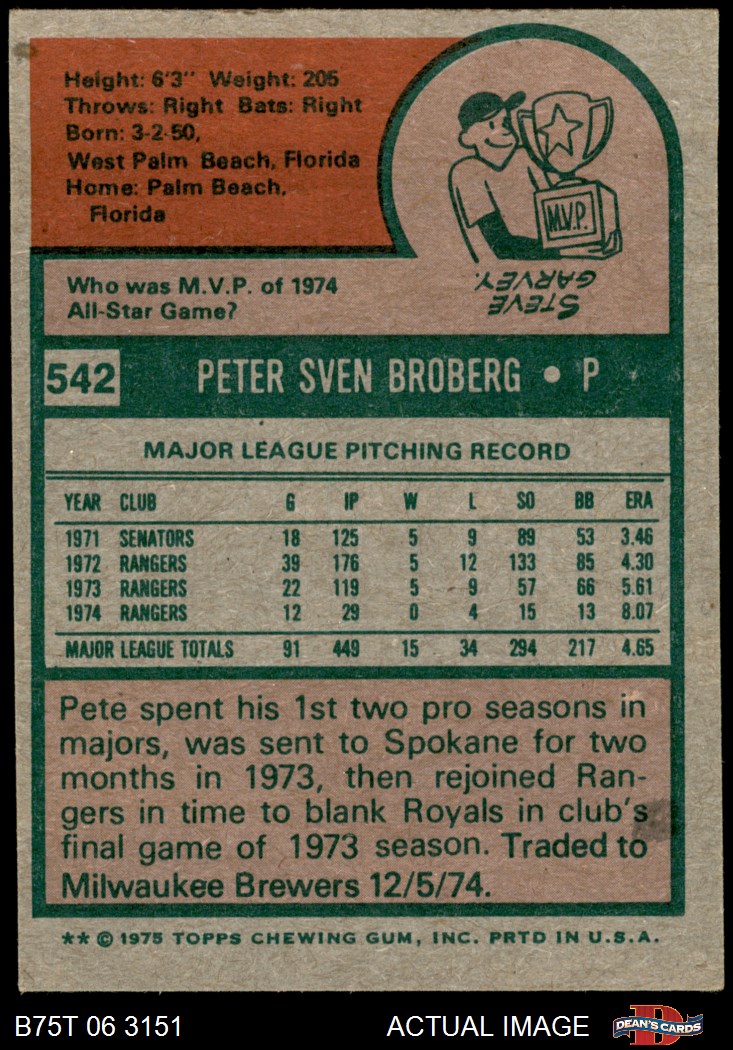 Height: 6'3" Weight: 205
Throws: Right Bats: Right
Born: 3-2-50,
West Palm Beach, Florida
Home: Palm Beach,
Florida
M.V.P.
STEVE
GARVEY.
Who was M.V.P. of 1974
All-Star Game?
542 PETER SVEN BROBERG • P
MAJOR LEAGUE PITCHING RECORD
YEAR CLUB G IP W L SO BB ERA
1971 SENATORS 18 125 5 9 89 53 3.46
1972 RANGERS 39 176 5 12 133 85 4.30
1973 RANGERS 22 119 5 9 57 66 5.61
1974 RANGERS 12 29 0 4 15 13 8.07
MAJOR LEAGUE TOTALS 91 449 15 34 294 217 4.65
Pete spent his 1st two pro seasons in
majors, was sent to Spokane for two
months in 1973, then rejoined Ran-
gers in time to blank Royals in club's
final game of 1973 season. Traded to
Milwaukee Brewers 12/5/74.
** © 1975 TOPPS CHEWING GUM, INC. PRTD IN U.S.A.
B75T 06 3151 ACTUAL IMAGE D DEAN'S CARDS